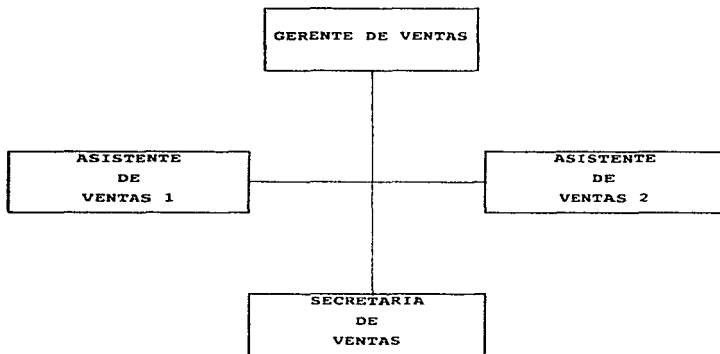 GERENTE DE VENTAS
ASISTENTE
DE
VENTAS 1
ASISTENTE
DE
VENTAS 2
SECRETARIA
DE
VENTAS